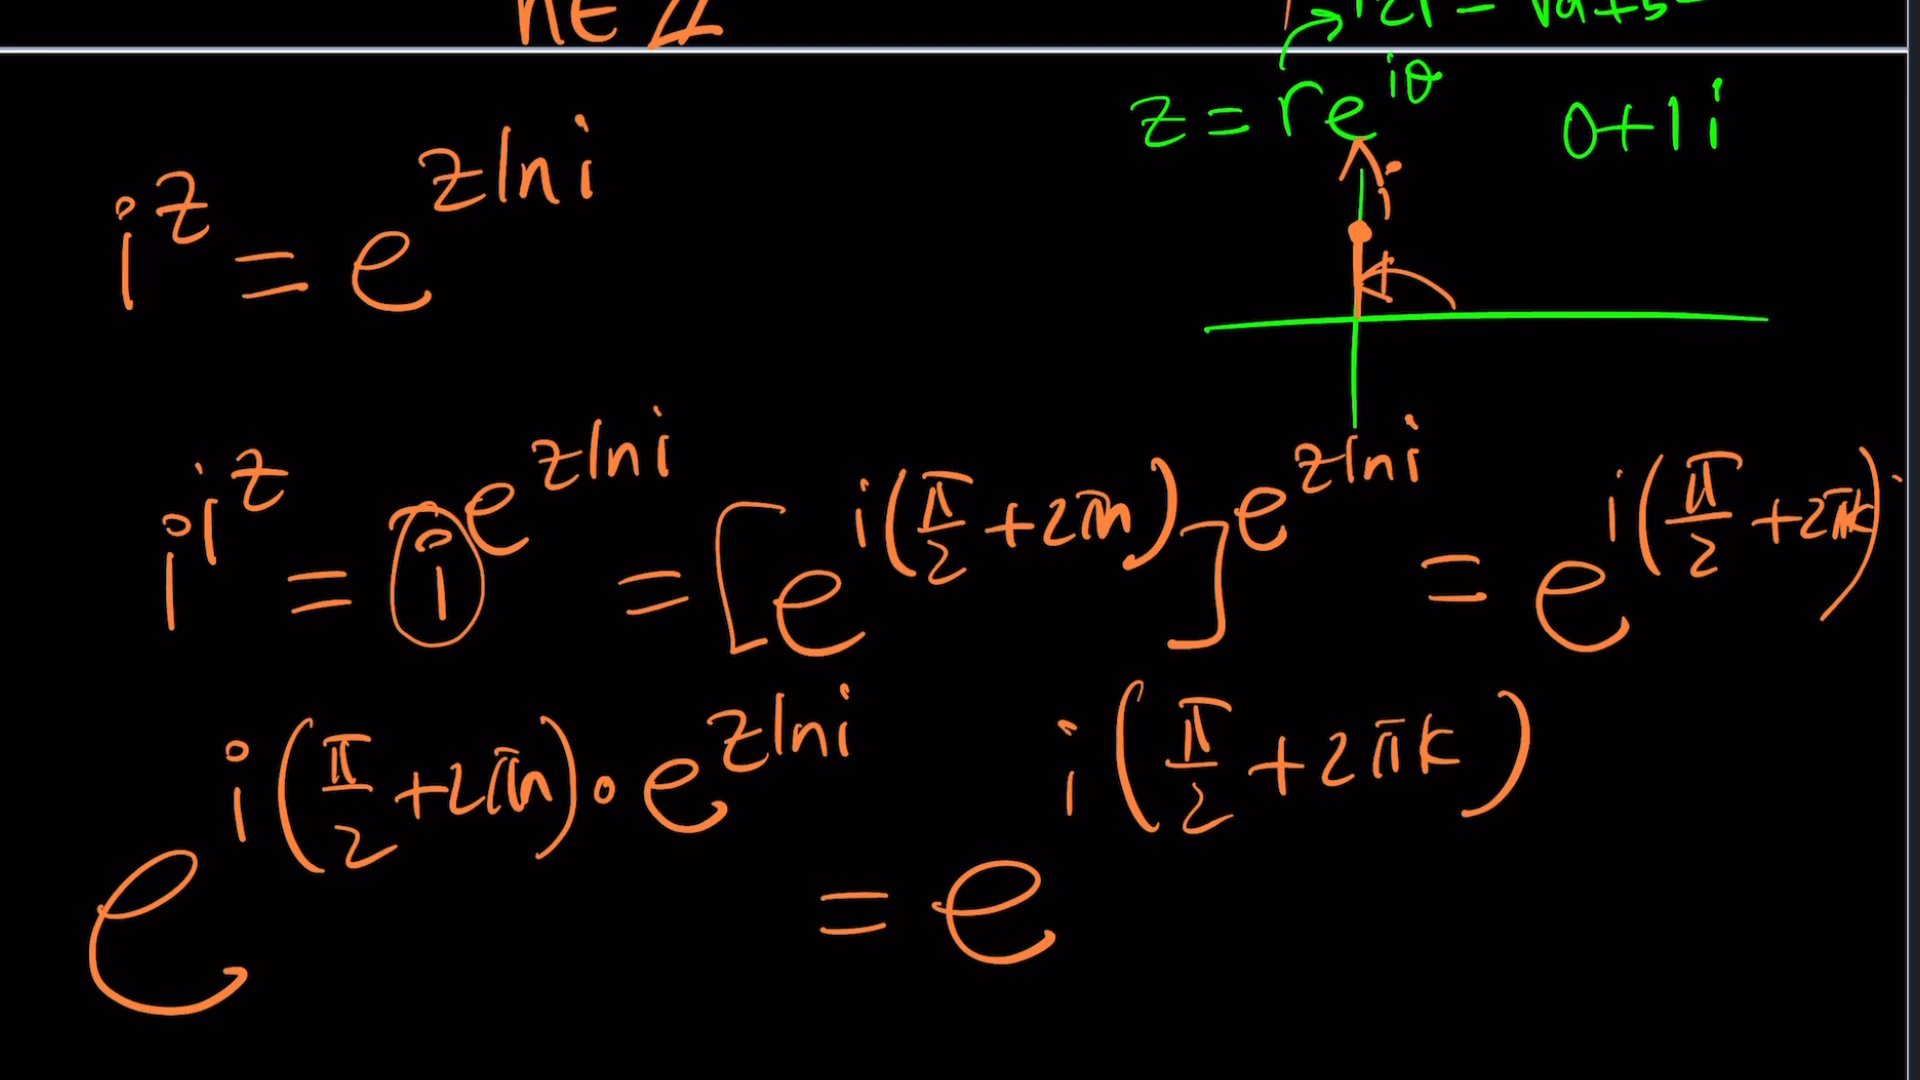 n∈ℤ
|z| = √a+b
z = re^{iθ} 0+1i
i^z = e^{z ln i}
i
i^{i^z} = i^{e^{z ln i}} = [e^{i(π/2 + 2πn)}]^{e^{z ln i}} = e^{i(π/2 + 2πk)}
e^{i(π/2 + 2πn) · e^{z ln i}} = e^{i(π/2 + 2πk)}